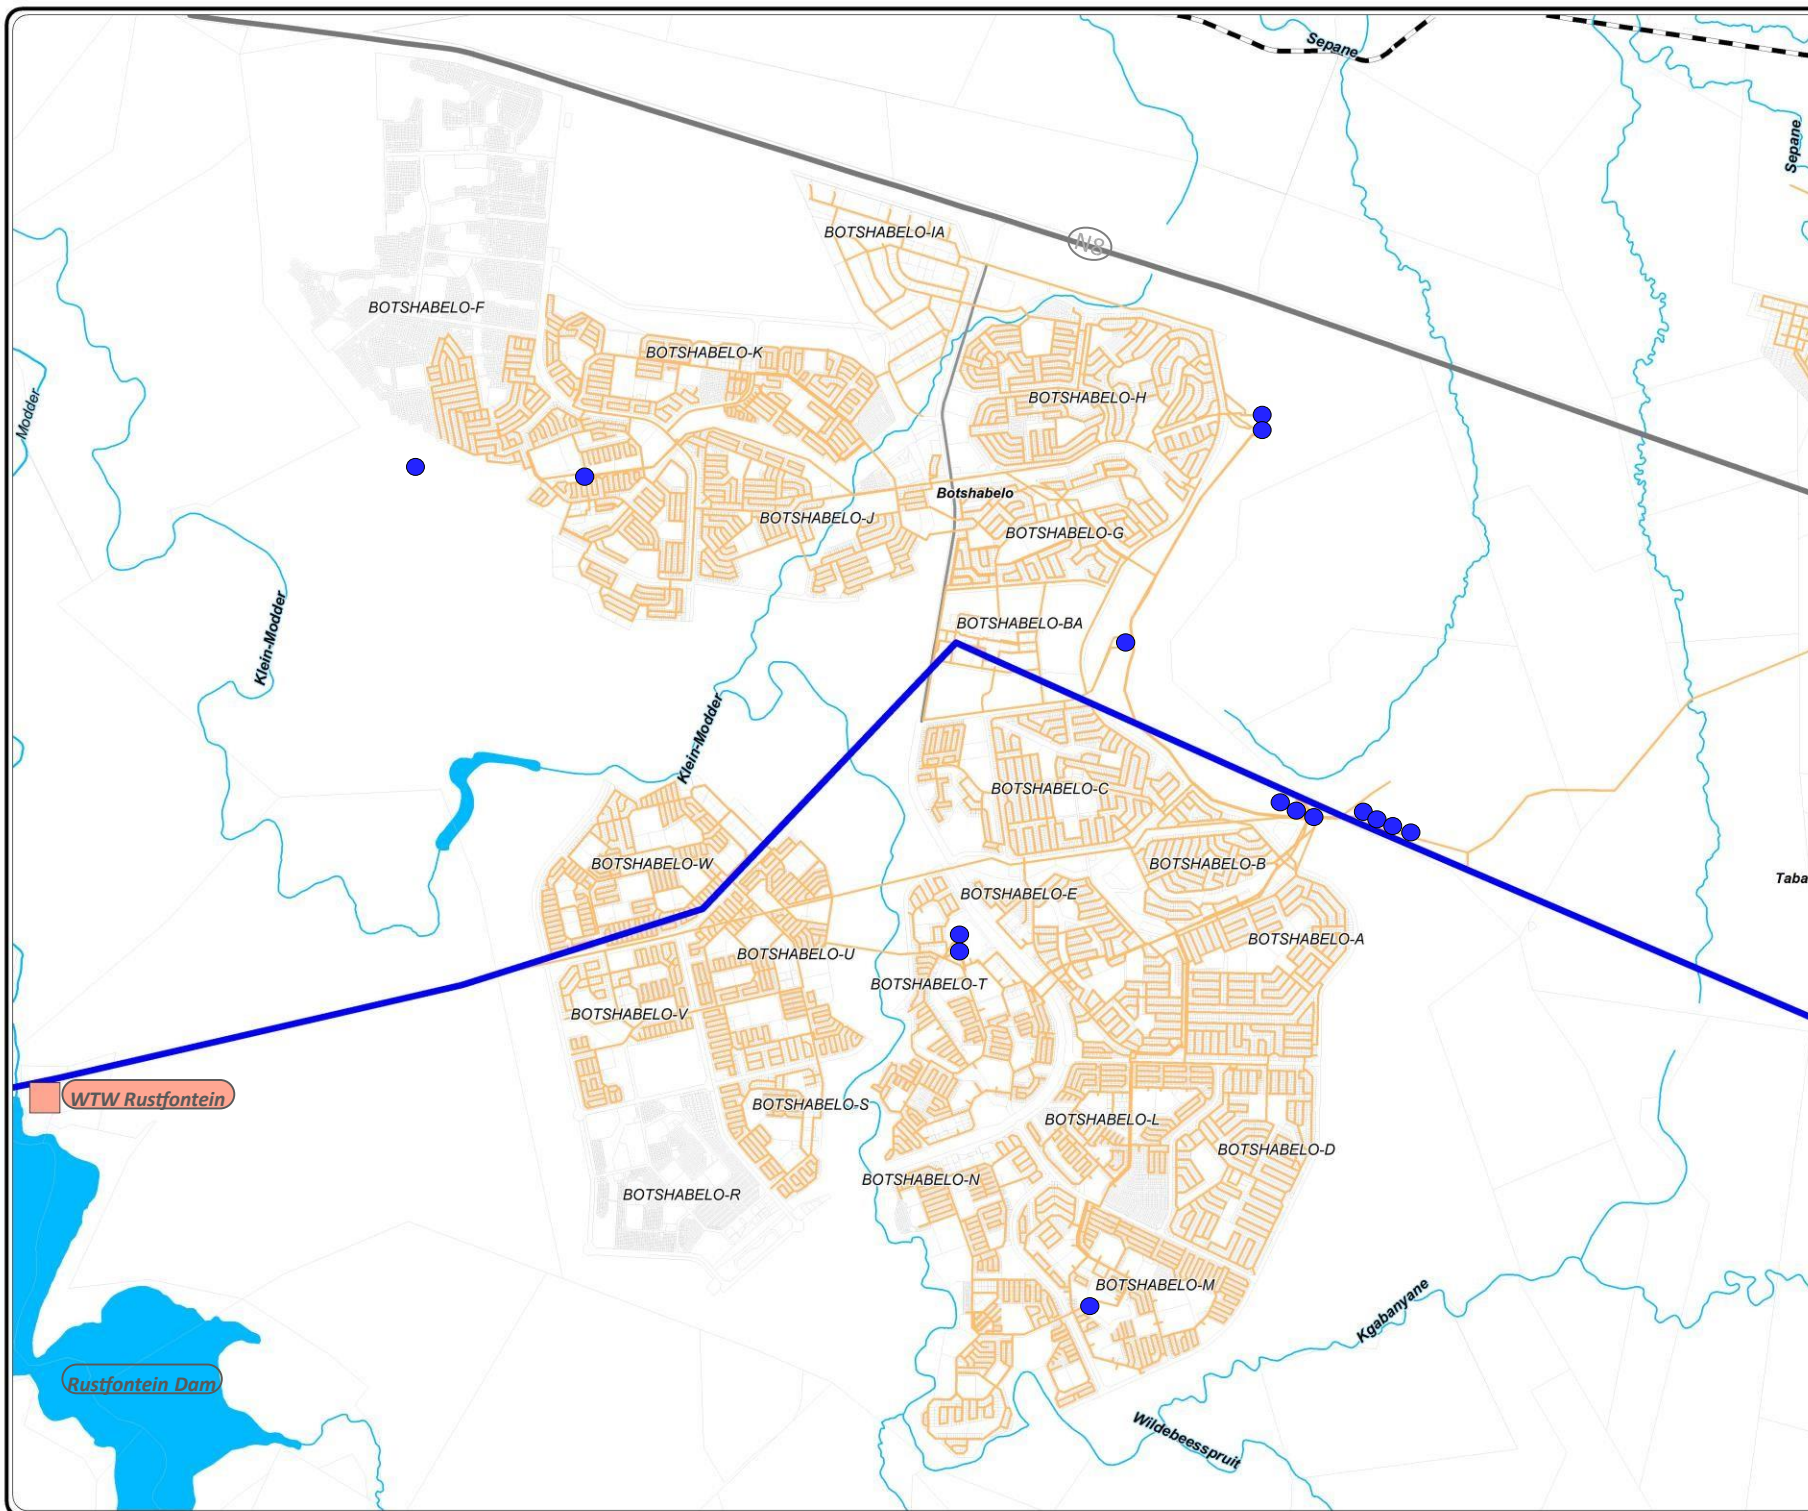 Sepane
Sepane
BOTSHABELO-IA
N8
BOTSHABELO-F
BOTSHABELO-K
BOTSHABELO-H
Modder
Botshabelo
BOTSHABELO-J
BOTSHABELO-G
Klein-Modder
BOTSHABELO-BA
Klein-Modder
BOTSHABELO-C
BOTSHABELO-W
BOTSHABELO-B
Taba
BOTSHABELO-E
BOTSHABELO-A
BOTSHABELO-U
BOTSHABELO-T
BOTSHABELO-V
WTW Rustfontein
BOTSHABELO-S
BOTSHABELO-L
BOTSHABELO-D
BOTSHABELO-N
BOTSHABELO-R
BOTSHABELO-M
Kgabanyane
Rustfontein Dam
Wildebeesspruit